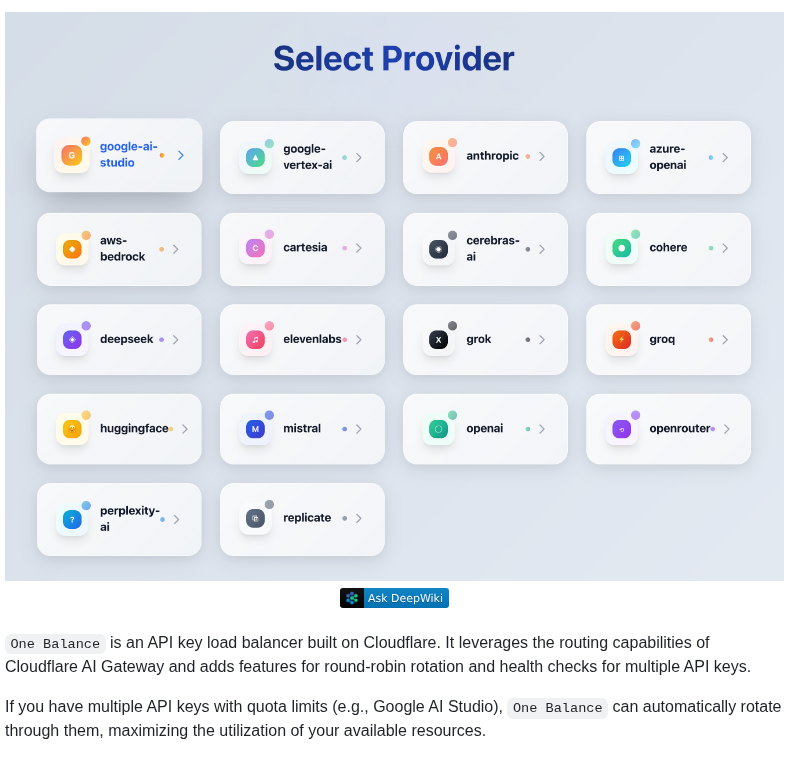 Select Provider
G google-ai-studio
google-vertex-ai
A anthropic
azure-openai
aws-bedrock
C cartesia
cerebras-ai
cohere
deepseek
elevenlabs
X grok
groq
huggingface
M mistral
openai
openrouter
? perplexity-ai
replicate
Ask DeepWiki
One Balance is an API key load balancer built on Cloudflare. It leverages the routing capabilities of
Cloudflare AI Gateway and adds features for round-robin rotation and health checks for multiple API keys.
If you have multiple API keys with quota limits (e.g., Google AI Studio), One Balance can automatically rotate
through them, maximizing the utilization of your available resources.